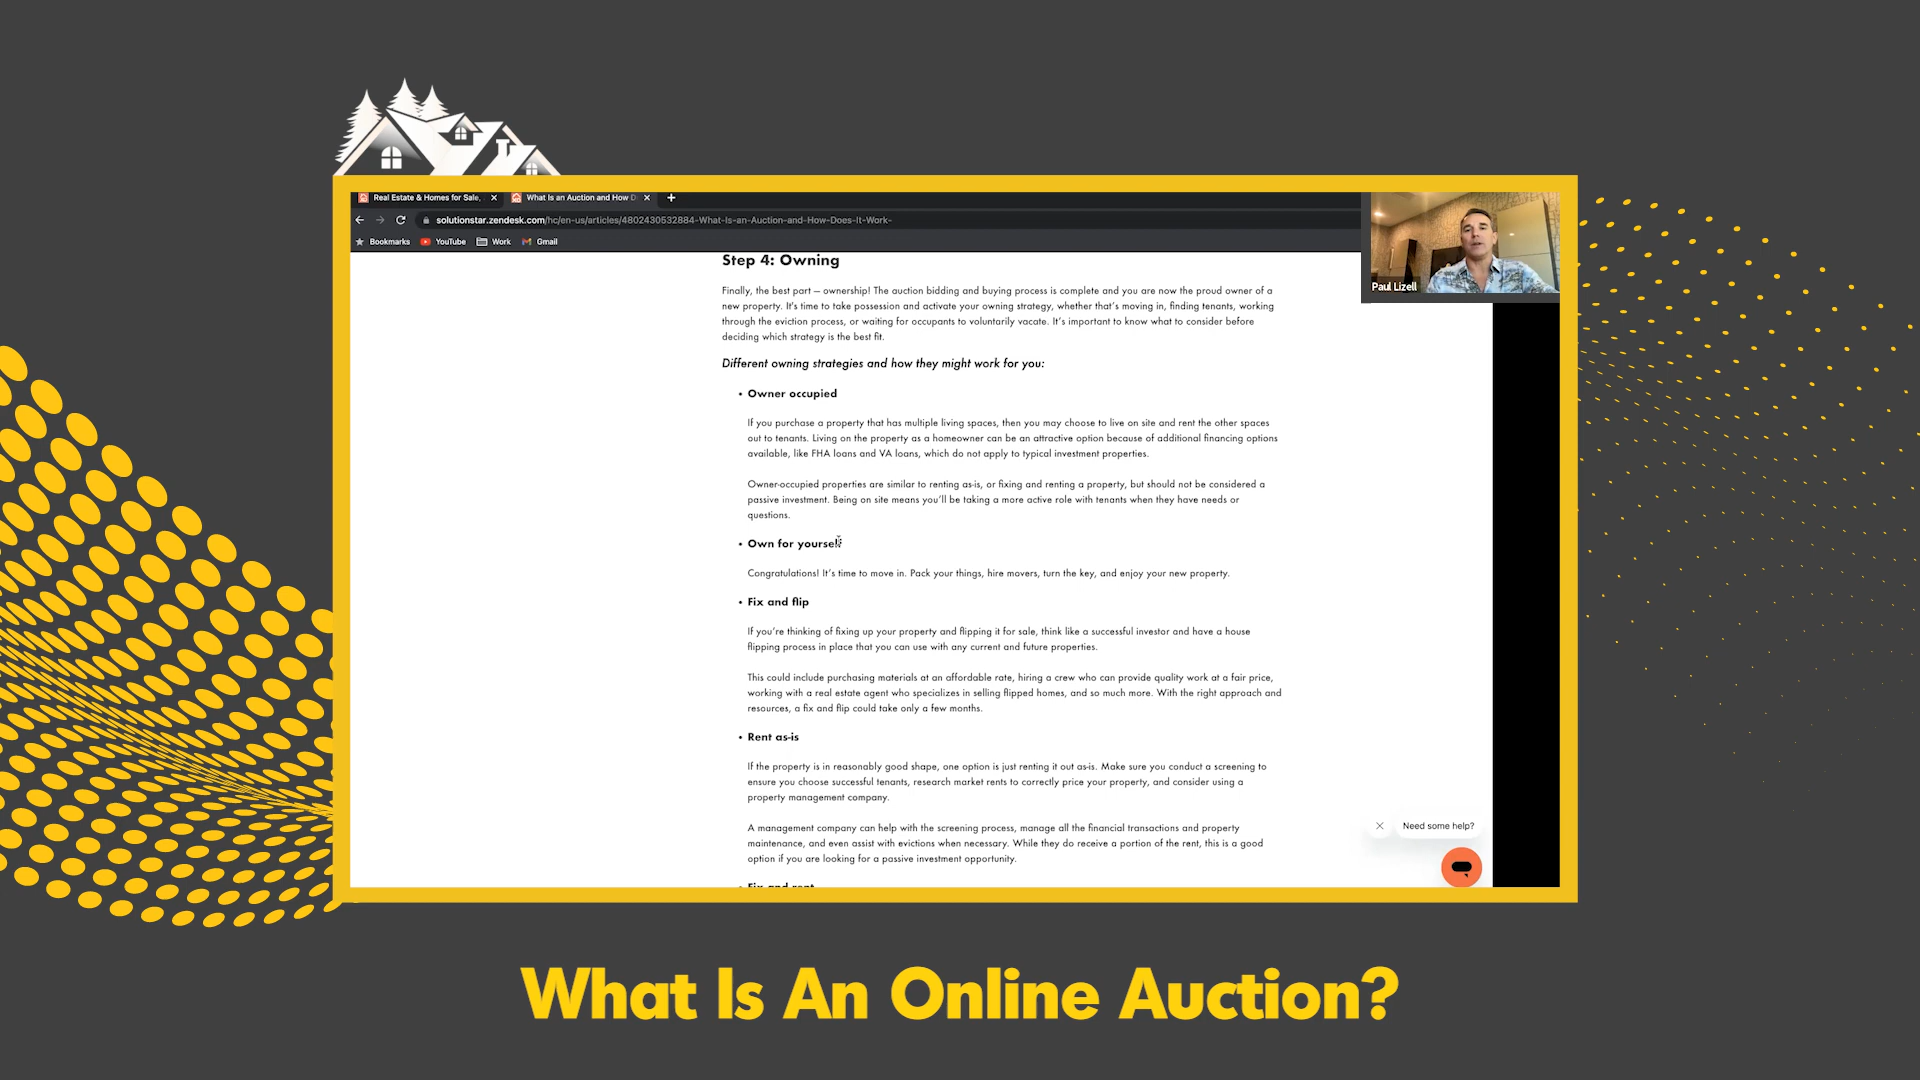 Real Estate & Homes for Sale,
What Is an Auction and How D
solutionstar.zendesk.com/hc/en-us/articles/4802430532884-What-Is-an-Auction-and-How-Does-It-Work-
Bookmarks YouTube Work Gmail
Paul Lizell
Step 4: Owning
Finally, the best part — ownership! The auction bidding and buying process is complete and you are now the proud owner of a
new property. It's time to take possession and activate your owning strategy, whether that's moving in, finding tenants, working
through the eviction process, or waiting for occupants to voluntarily vacate. It's important to know what to consider before
deciding which strategy is the best fit.
Different owning strategies and how they might work for you:
• Owner occupied
If you purchase a property that has multiple living spaces, then you may choose to live on site and rent the other spaces
out to tenants. Living on the property as a homeowner can be an attractive option because of additional financing options
available, like FHA loans and VA loans, which do not apply to typical investment properties.
Owner-occupied properties are similar to renting as-is, or fixing and renting a property, but should not be considered a
passive investment. Being on site means you'll be taking a more active role with tenants when they have needs or
questions.
• Own for yourself
Congratulations! It's time to move in. Pack your things, hire movers, turn the key, and enjoy your new property.
• Fix and flip
If you're thinking of fixing up your property and flipping it for sale, think like a successful investor and have a house
flipping process in place that you can use with any current and future properties.
This could include purchasing materials at an affordable rate, hiring a crew who can provide quality work at a fair price,
working with a real estate agent who specializes in selling flipped homes, and so much more. With the right approach and
resources, a fix and flip could take only a few months.
• Rent as-is
If the property is in reasonably good shape, one option is just renting it out as-is. Make sure you conduct a screening to
ensure you choose successful tenants, research market rents to correctly price your property, and consider using a
property management company.
A management company can help with the screening process, manage all the financial transactions and property
maintenance, and even assist with evictions when necessary. While they do receive a portion of the rent, this is a good
option if you are looking for a passive investment opportunity.
• Fix and rent
Need some help?
What Is An Online Auction?